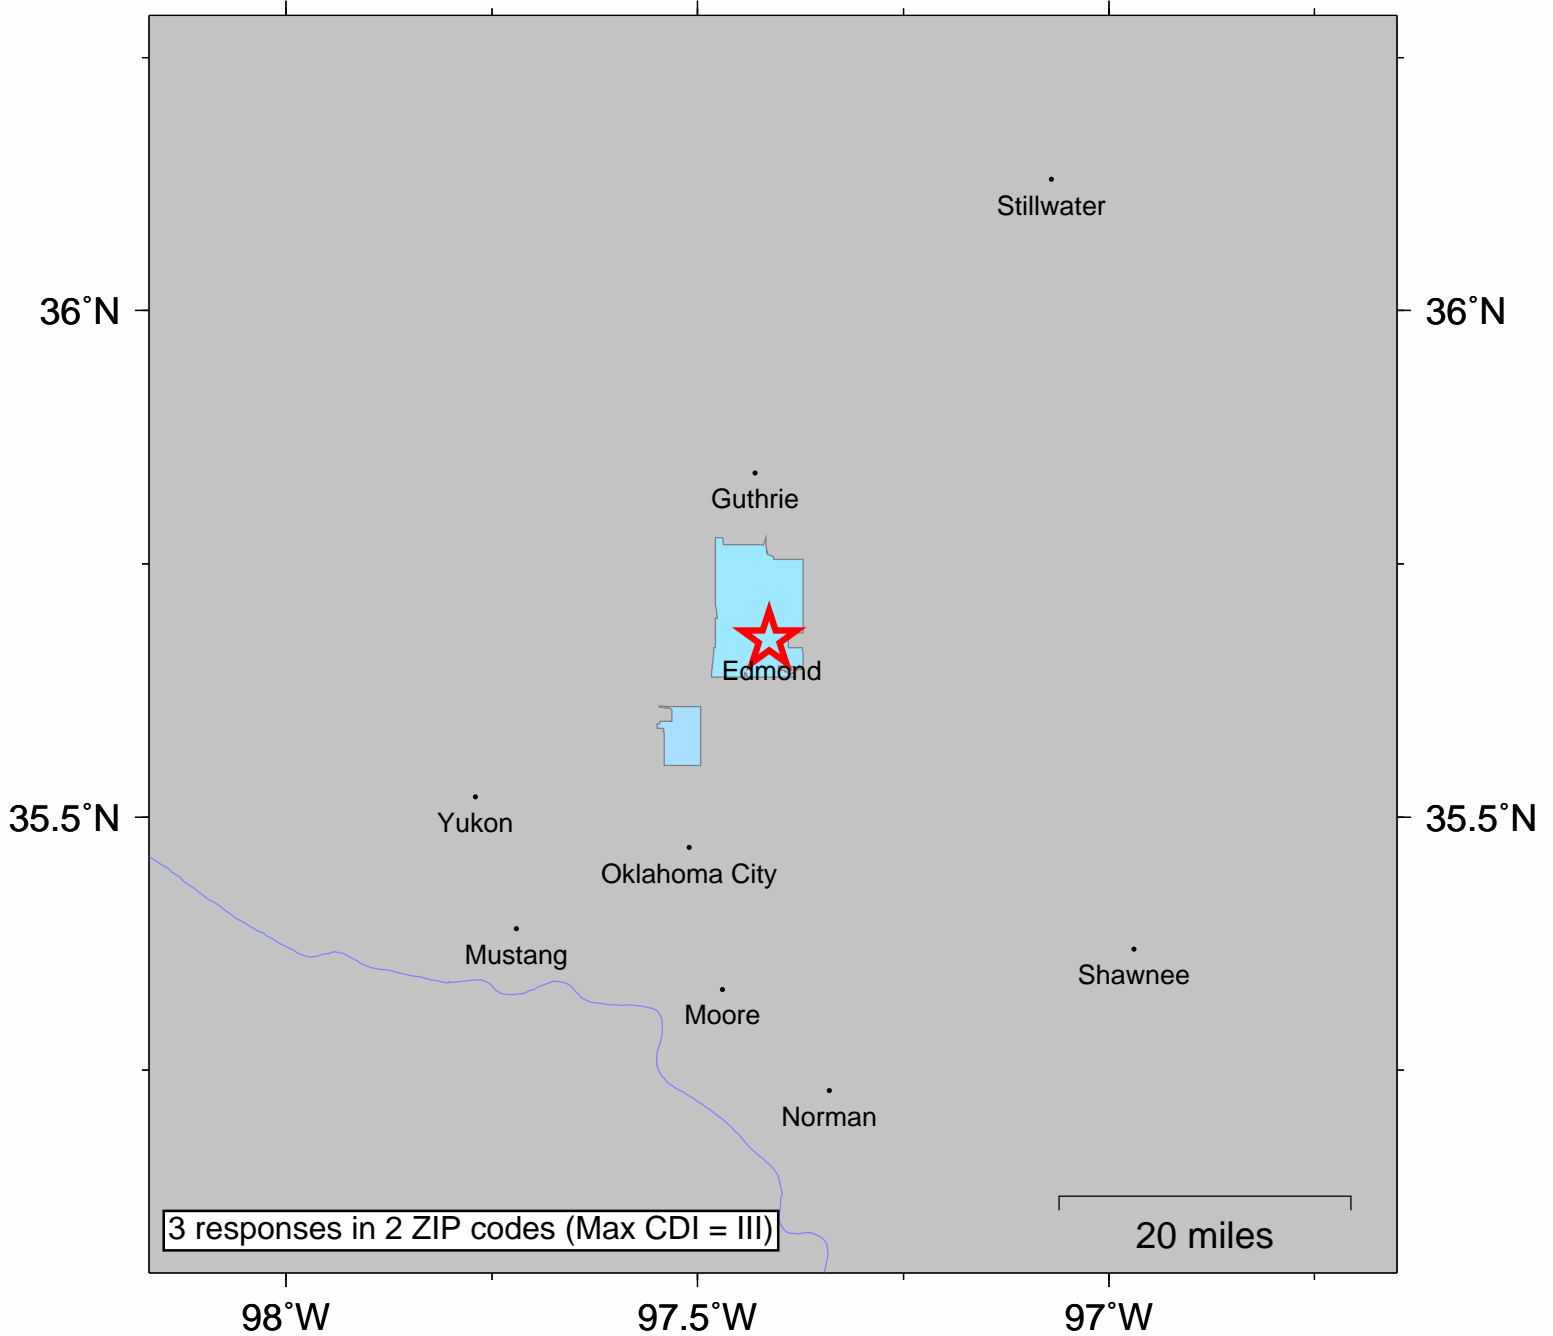 Stillwater
36˚N
36˚N
Guthrie
Edmond
35.5˚N
35.5˚N
Yukon
Oklahoma City
Mustang
Shawnee
Moore
Norman
3 responses in 2 ZIP codes (Max CDI = III)
20 miles
98˚W
97.5˚W
97˚W